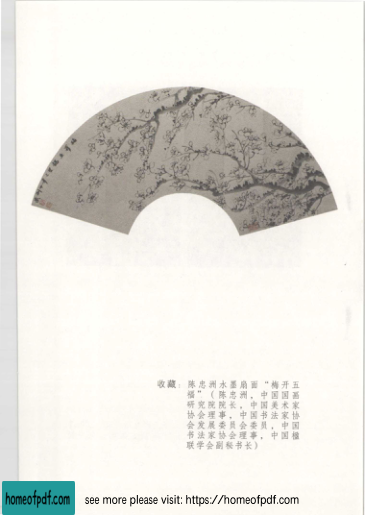 收藏：陈忠洲水墨扇面“梅开五
福”（陈忠洲，中国国画
研究院院长，中国美术家
协会理事，中国书法家协
会发展委员会委员，中国
书法家协会理事，中国楹
联学会副秘书长）
homeofpdf.com
see more please visit: https://homeofpdf.com